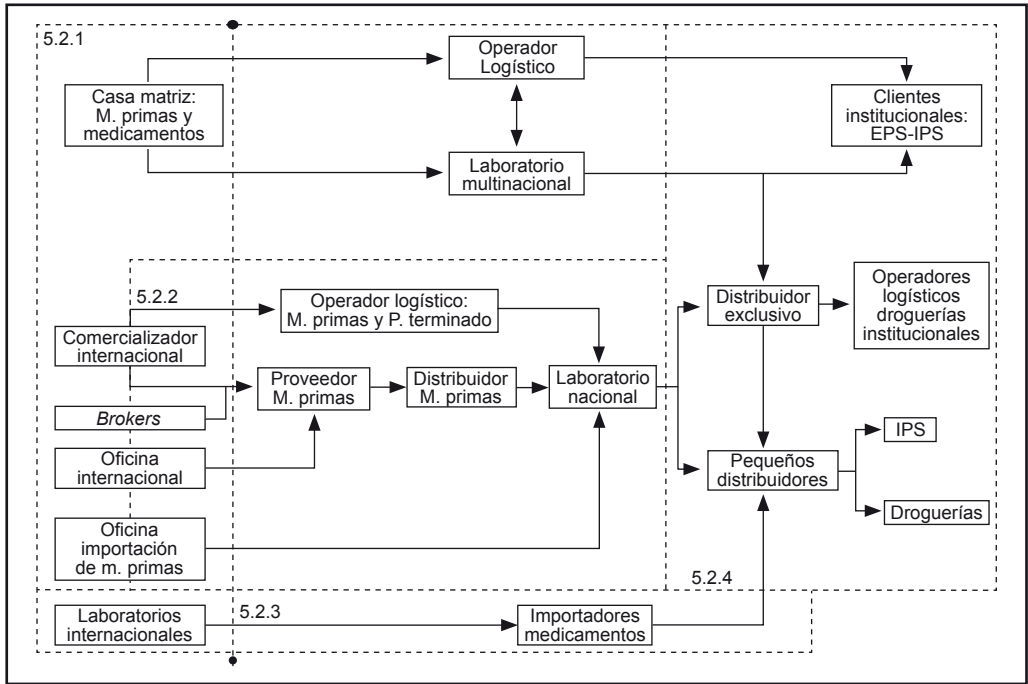 5.2.1
Operador
Logístico
Casa matriz:
M. primas y
medicamentos
Clientes
institucionales:
EPS-IPS
Laboratorio
multinacional
5.2.2
Operador logístico:
M. primas y P. terminado
Distribuidor
exclusivo
Operadores
logísticos
droguerías
institucionales
Comercializador
internacional
Proveedor
M. primas
Distribuidor
M. primas
Laboratorio
nacional
Brokers
IPS
Oficina
internacional
Pequeños
distribuidores
Droguerías
Oficina
importación
de m. primas
5.2.4
Laboratorios
internacionales
5.2.3
Importadores
medicamentos